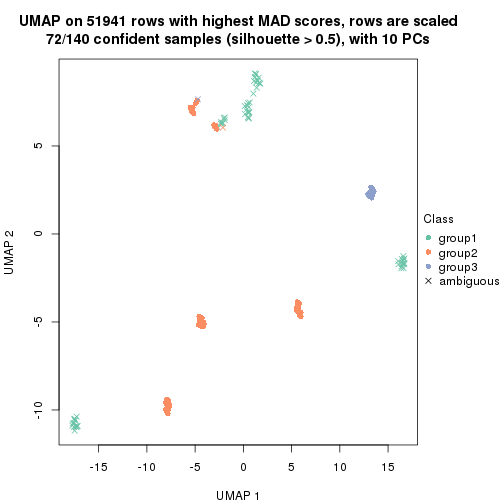 UMAP on 51941 rows with highest MAD scores, rows are scaled
72/140 confident samples (silhouette > 0.5), with 10 PCs
5
0
-5
-10
UMAP 2
-15
-10
-5
0
5
10
15
UMAP 1
Class
group1
group2
group3
ambiguous